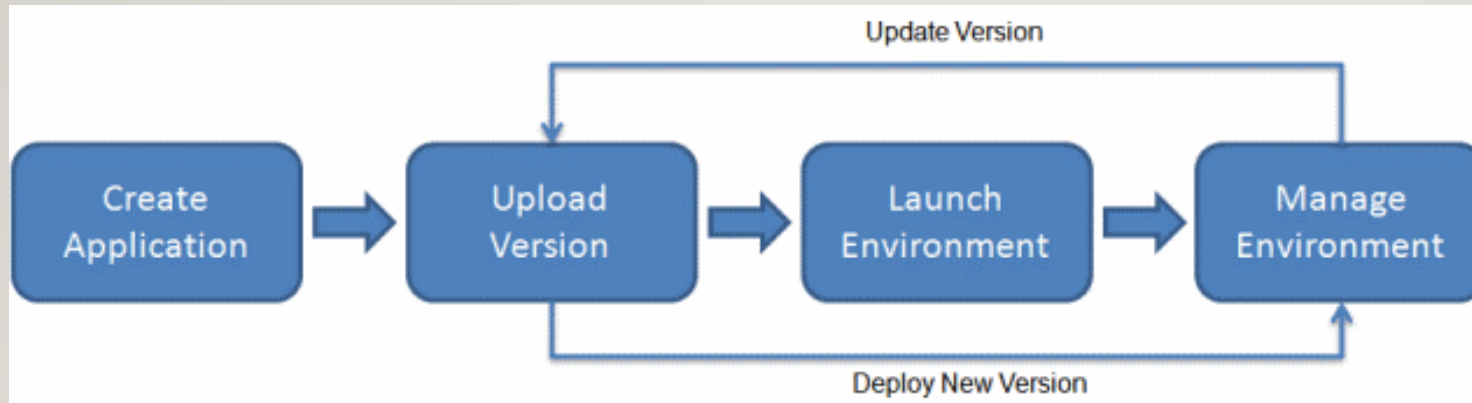 Update Version
Create
Application
Upload
Version
Launch
Environment
Manage
Environment
Deploy New Version